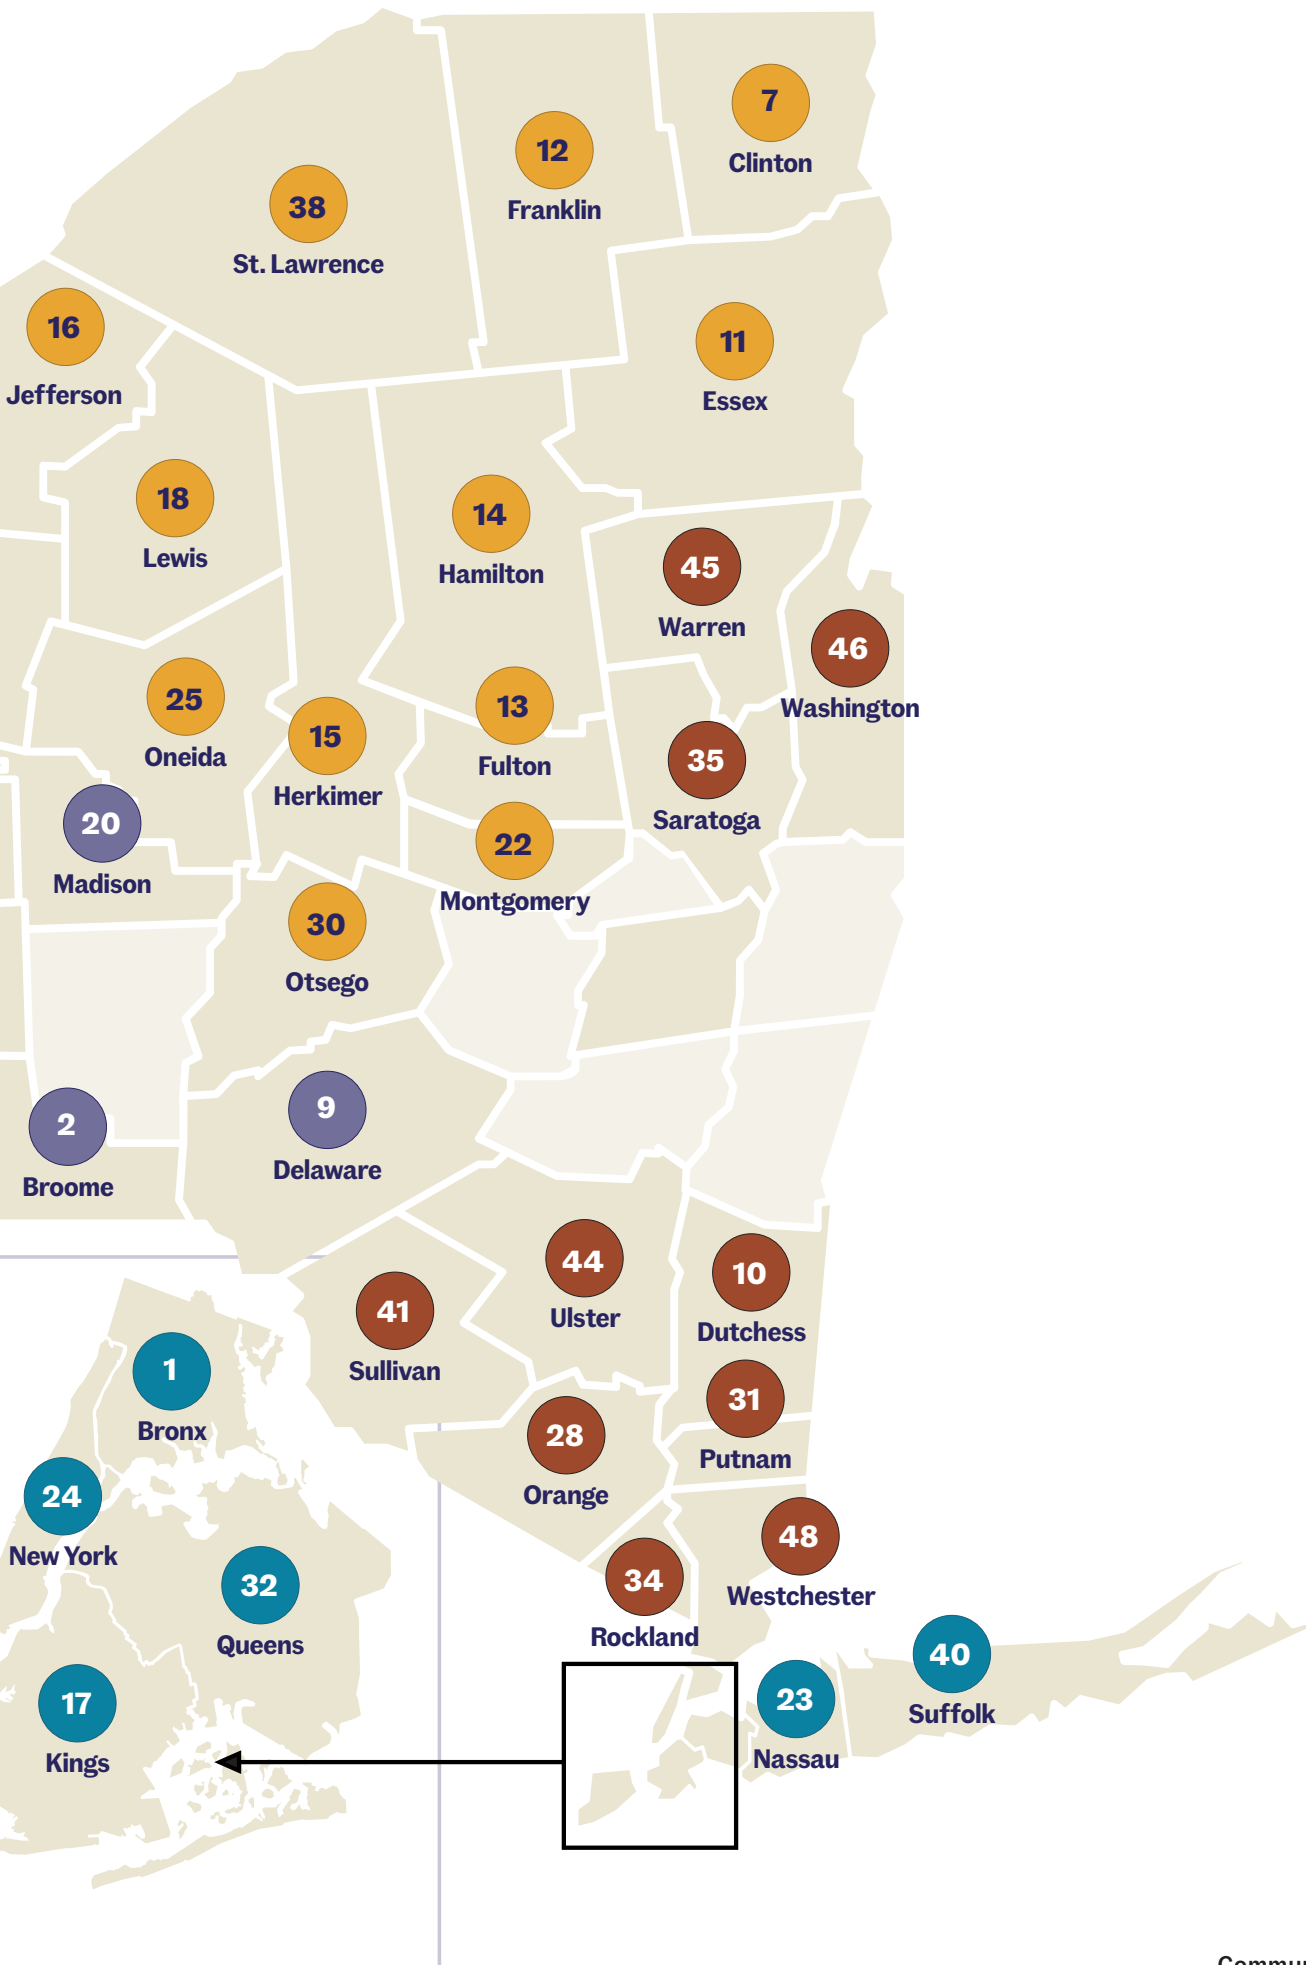 7
Clinton
12
Franklin
38
St. Lawrence
16
Jefferson
11
Essex
18
Lewis
14
Hamilton
45
Warren
46
Washington
25
Oneida
15
Herkimer
13
Fulton
35
Saratoga
20
Madison
22
Montgomery
30
Otsego
2
Broome
9
Delaware
44
Ulster
10
Dutchess
41
Sullivan
31
Putnam
28
Orange
48
Westchester
34
Rockland
1
Bronx
24
New York
32
Queens
17
Kings
40
Suffolk
23
Nassau